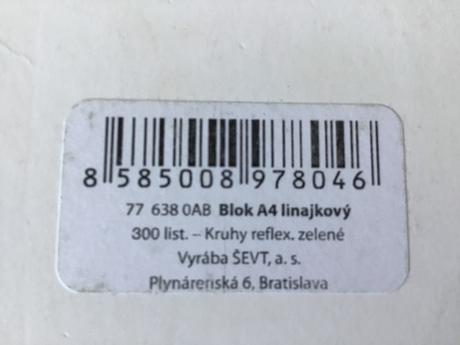 8 585008 978046
77 638 0AB Blok A4 linajkový
300 list. – Kruhy reflex. zelené
Vyrába ŠEVT, a. s.
Plynárenská 6, Bratislava